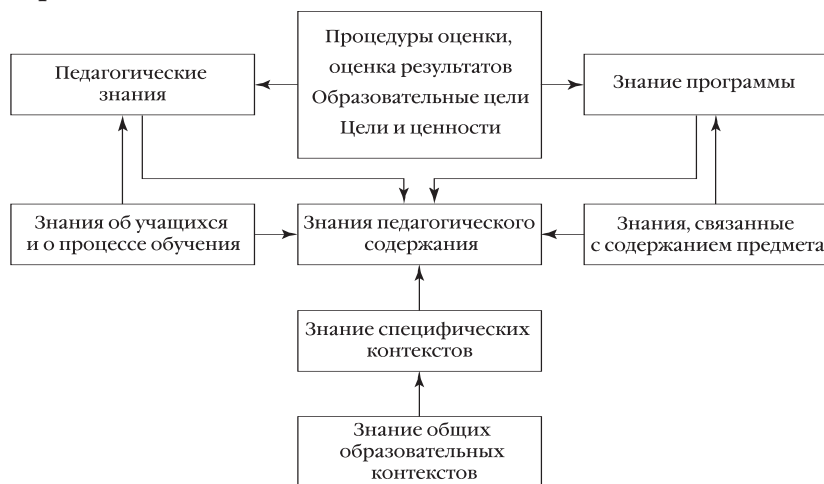 Процедуры оценки,
оценка результатов
Образовательные цели
Цели и ценности
Педагогические
знания
Знание программы
Знания об учащихся
и о процессе обучения
Знания педагогического
содержания
Знания, связанные
с содержанием предмета
Знание специфических
контекстов
Знание общих
образовательных
контекстов